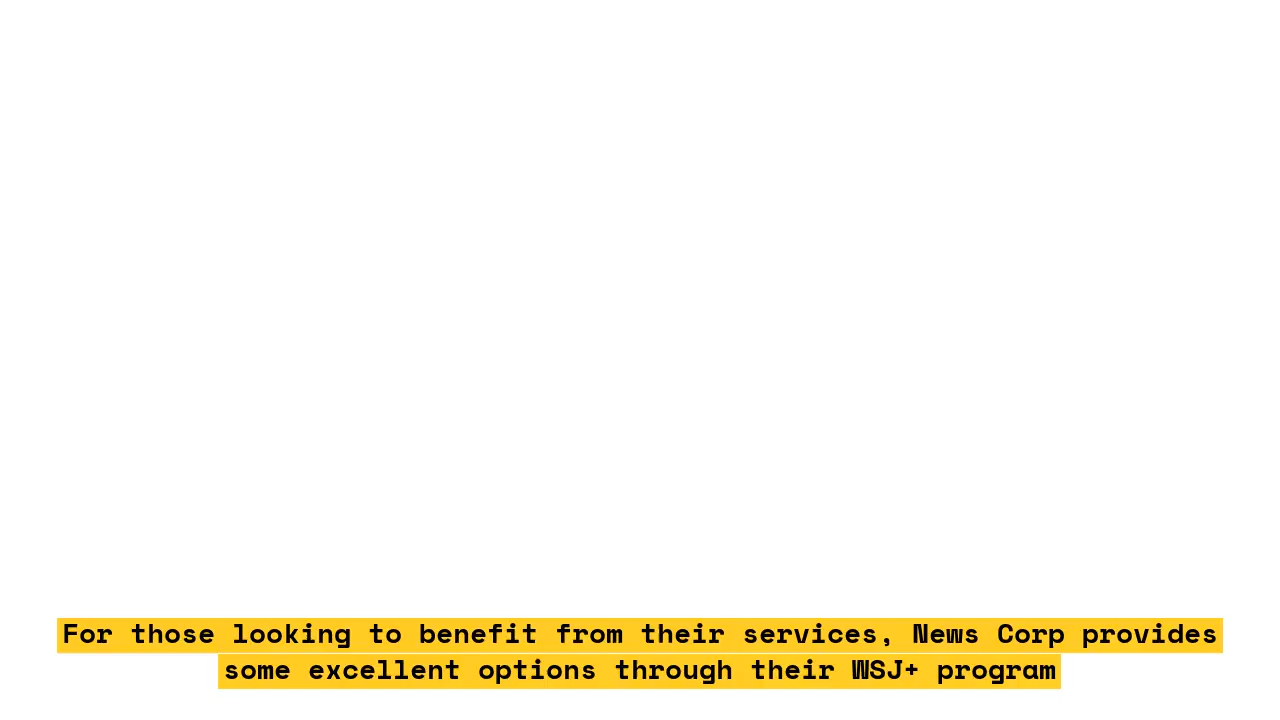 For those looking to benefit from their services, News Corp provides
some excellent options through their WSJ+ program